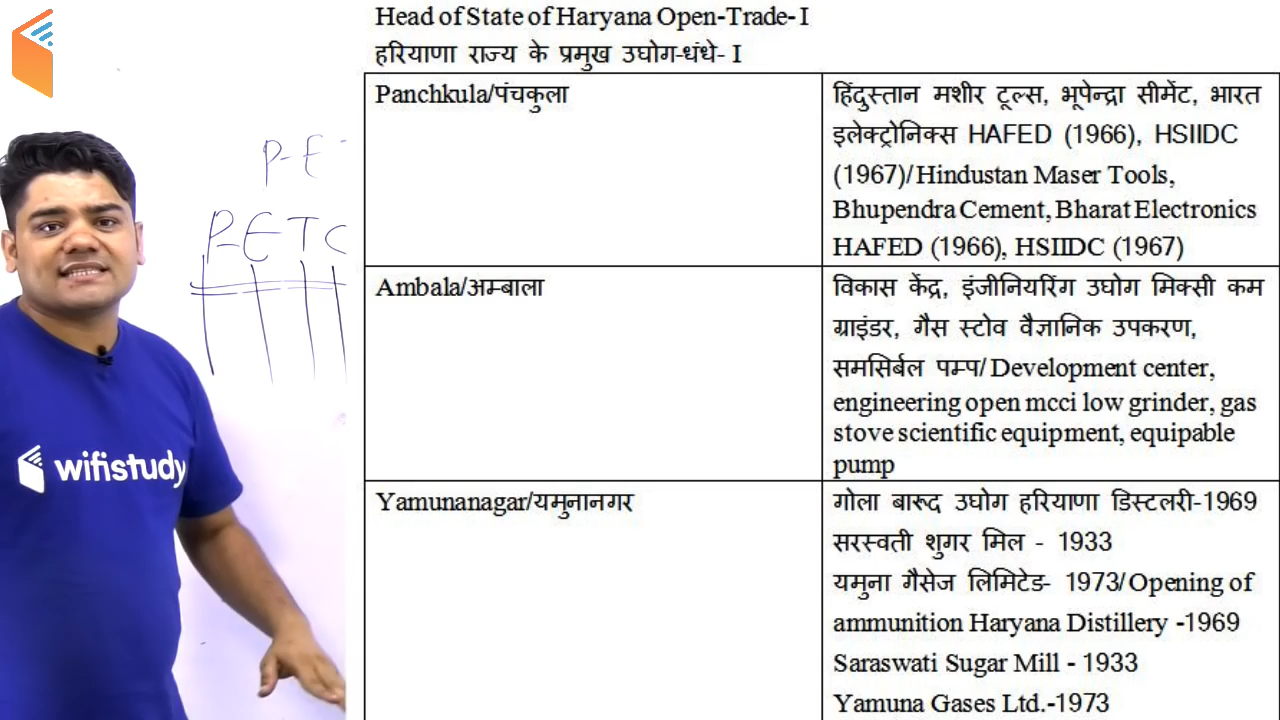 Head of State of Haryana Open-Trade- I
हरियाणा राज्य के प्रमुख उघोग-धंधे- I
Panchkula/पंचकुला
हिंदुस्तान मशीर टूल्स, भूपेन्द्रा सीमेंट, भारत
इलेक्ट्रोनिक्स HAFED (1966), HSIIDC
(1967)/ Hindustan Maser Tools,
Bhupendra Cement, Bharat Electronics
HAFED (1966), HSIIDC (1967)
Ambala/अम्बाला
विकास केंद्र, इंजीनियरिंग उघोग मिक्सी कम
ग्राइंडर, गैस स्टोव वैज्ञानिक उपकरण,
समसिर्बल पम्प/ Development center,
engineering open mcci low grinder, gas
stove scientific equipment, equipable
pump
Yamunanagar/यमुनानगर
गोला बारूद उघोग हरियाणा डिस्टलरी-1969
सरस्वती शुगर मिल - 1933
यमुना गैसेज लिमिटेड- 1973/ Opening of
ammunition Haryana Distillery -1969
Saraswati Sugar Mill - 1933
Yamuna Gases Ltd.-1973
P-E
P-E T C
wifistudy